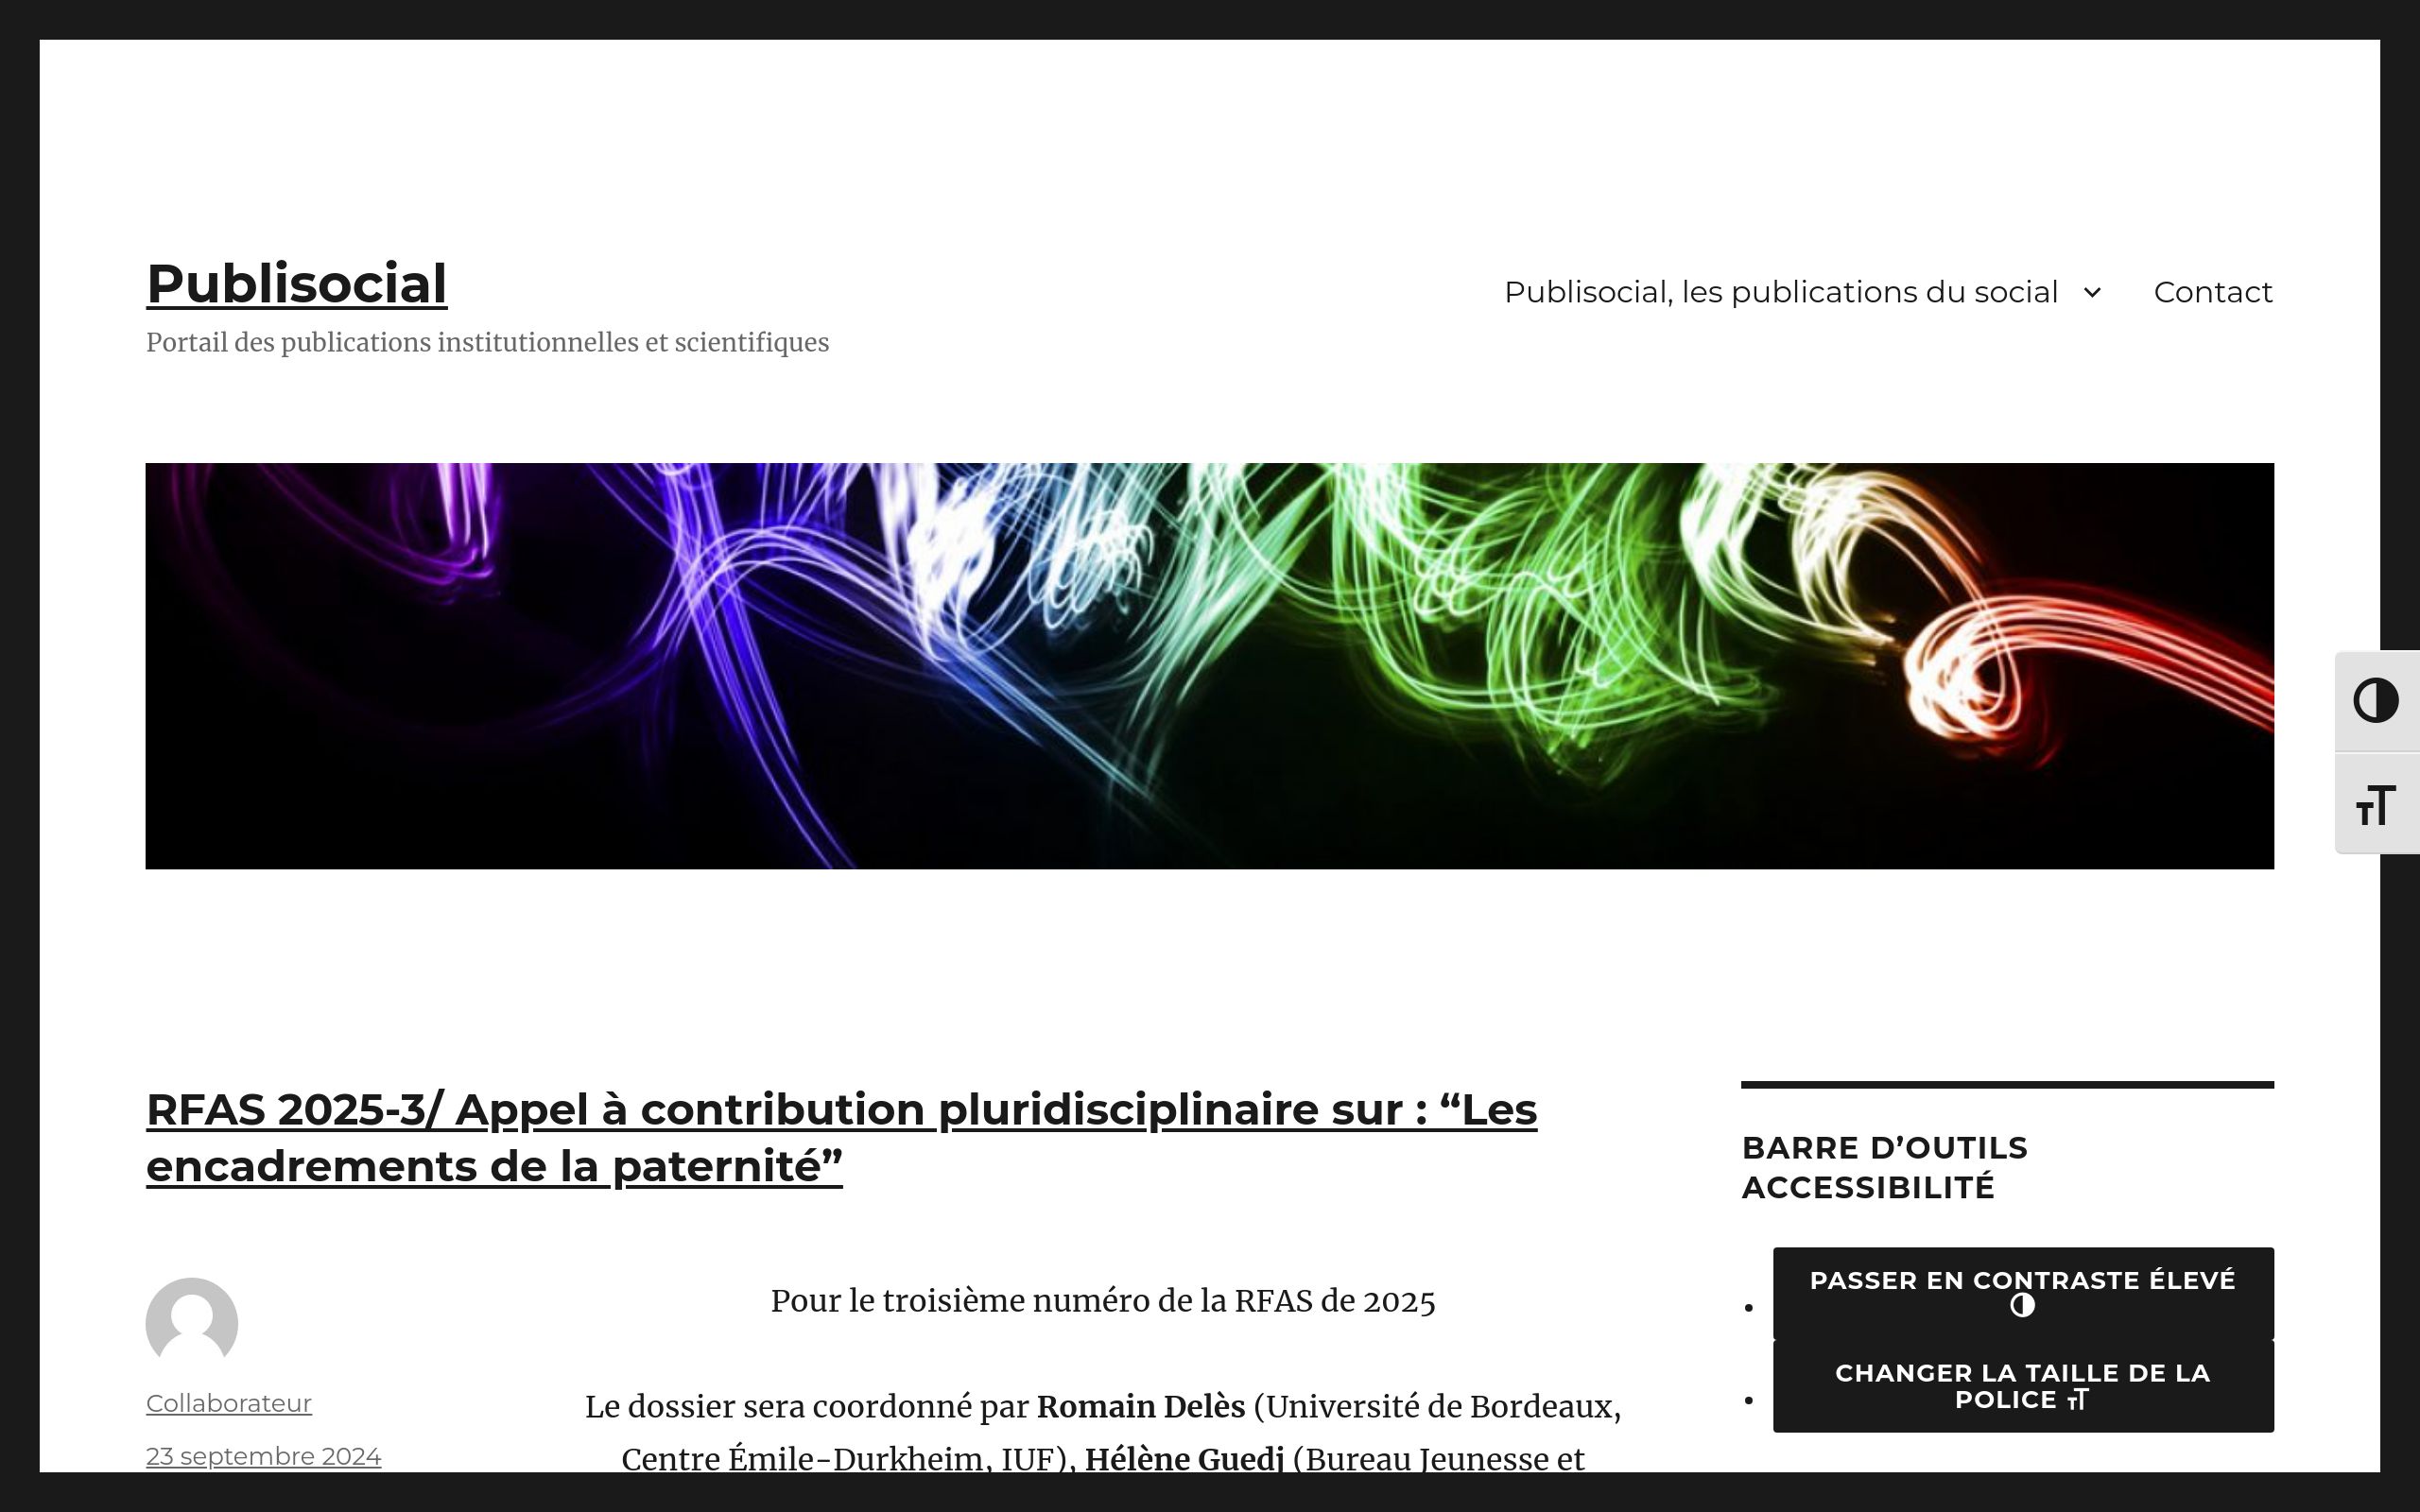 Publisocial
Portail des publications institutionnelles et scientifiques
Publisocial, les publications du social
Contact
RFAS 2025-3/ Appel à contribution pluridisciplinaire sur : “Les
encadrements de la paternité”
Collaborateur
23 septembre 2024
Pour le troisième numéro de la RFAS de 2025
Le dossier sera coordonné par Romain Delès (Université de Bordeaux,
Centre Émile-Durkheim, IUF), Hélène Guedj (Bureau Jeunesse et
BARRE D’OUTILS
ACCESSIBILITÉ
PASSER EN CONTRASTE ÉLEVÉ
CHANGER LA TAILLE DE LA
POLICE